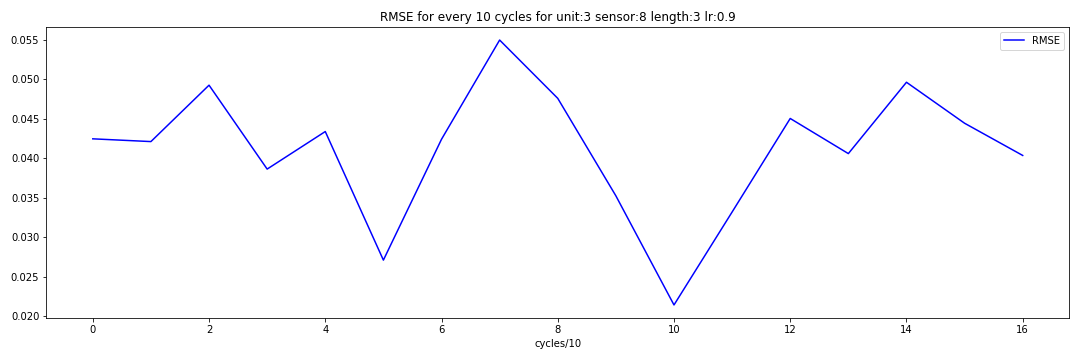 RMSE for every 10 cycles for unit:3 sensor:8 length:3 lr:0.9
RMSE
0.055
0.050
0.045
0.040
0.035
0.030
0.025
0.020
0 2 4 6 8 10 12 14 16
cycles/10